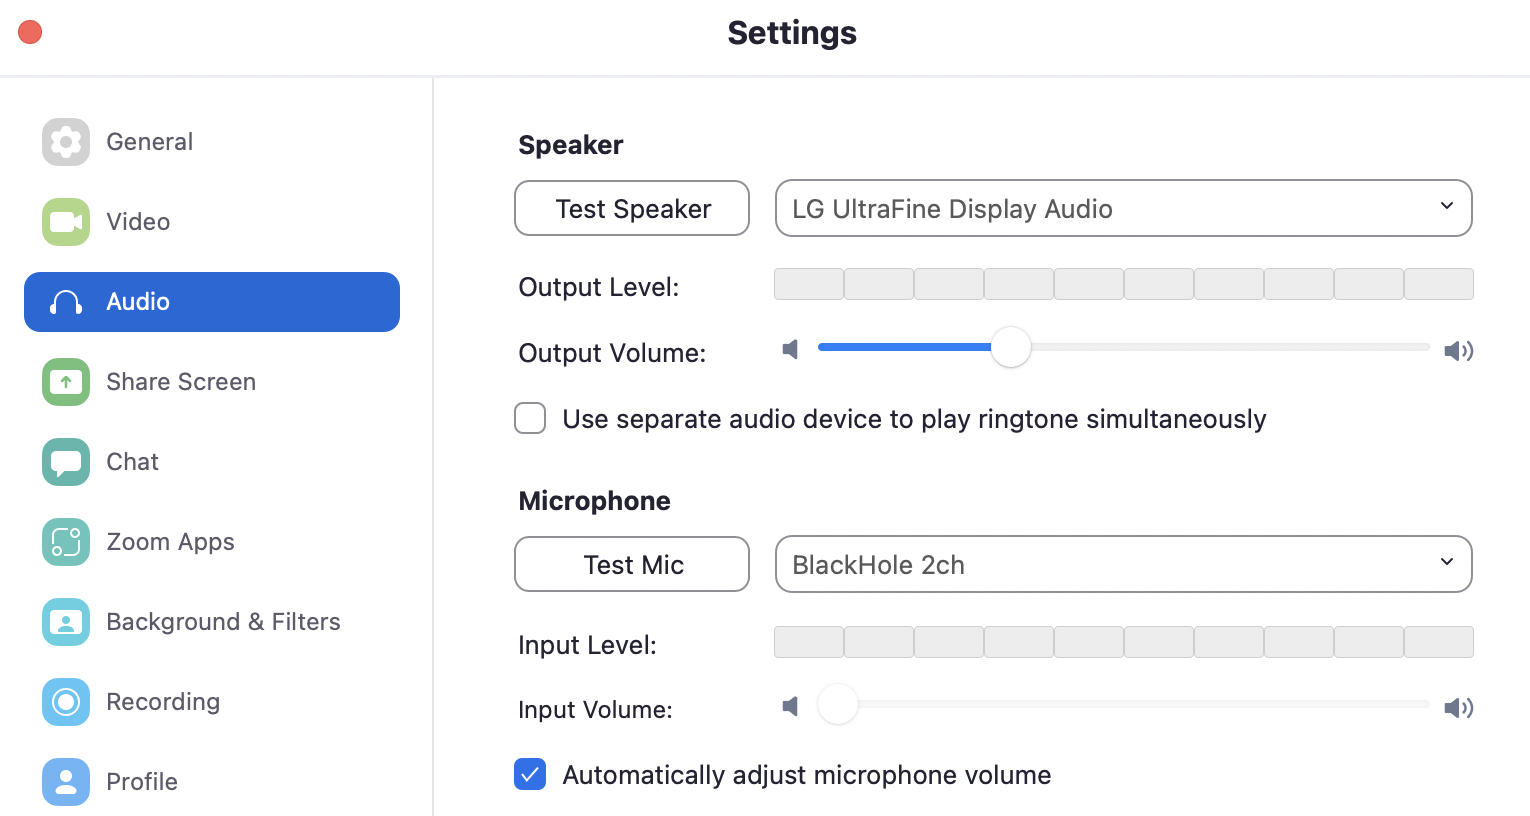 Settings
General
Video
Audio
Share Screen
Chat
Zoom Apps
Background & Filters
Recording
Profile
Speaker
Test Speaker
LG UltraFine Display Audio
Output Level:
Output Volume:
Use separate audio device to play ringtone simultaneously
Microphone
Test Mic
BlackHole 2ch
Input Level:
Input Volume:
Automatically adjust microphone volume